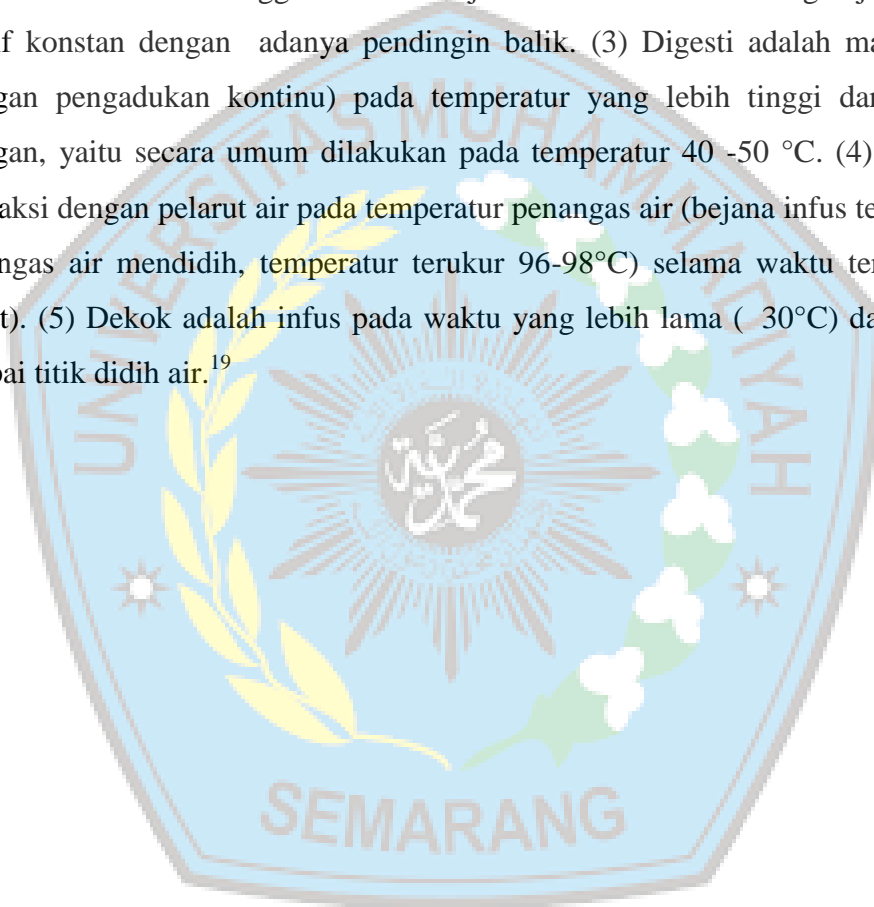 if konstan dengan adanya pendingin balik. (3) Digesti adalah ma
gan pengadukan kontinu) pada temperatur yang lebih tinggi dar
gan, yaitu secara umum dilakukan pada temperatur 40 -50 °C. (4)
aksi dengan pelarut air pada temperatur penangas air (bejana infus te
ngas air mendidih, temperatur terukur 96-98°C) selama waktu ter
t). (5) Dekok adalah infus pada waktu yang lebih lama ( 30°C) da
pai titik didih air.19
UNIVERSITAS MUHAMMADIYAH
SEMARANG